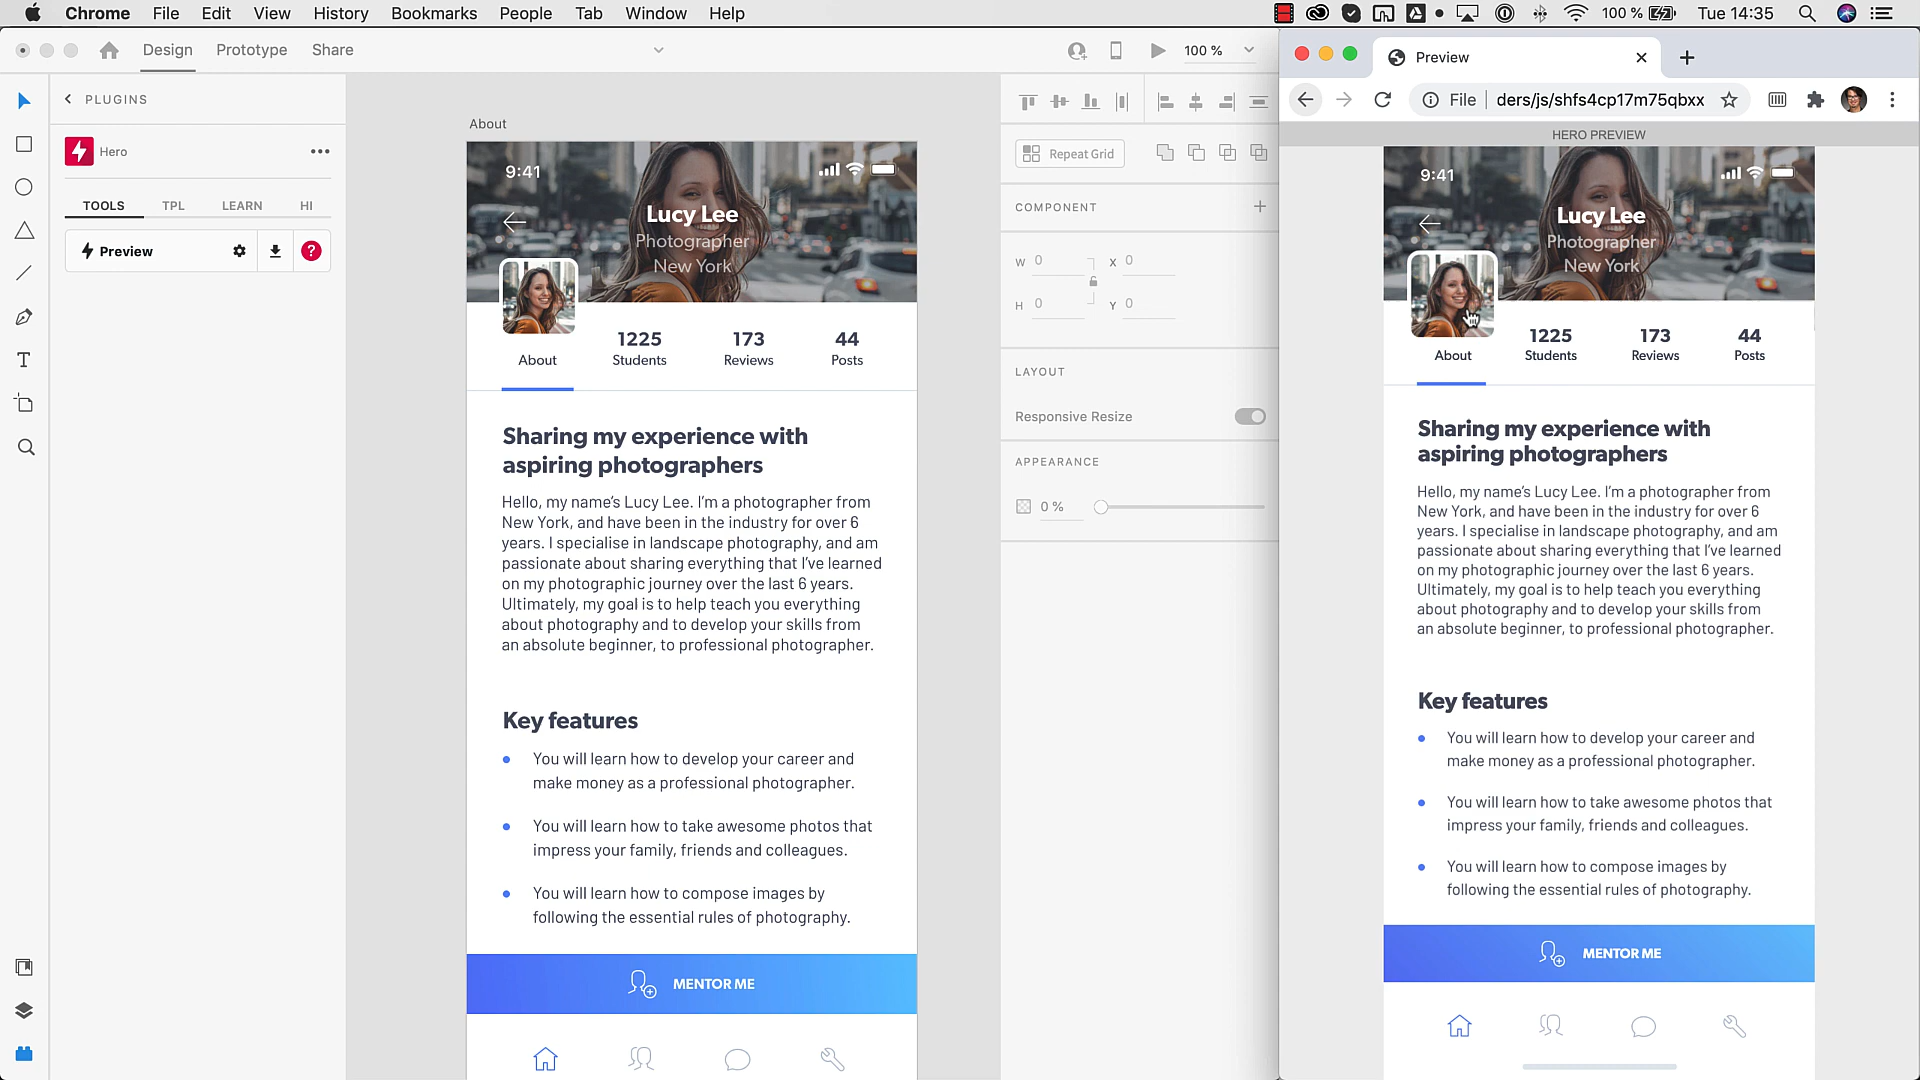 Chrome File Edit View History Bookmarks People Tab Window Help
100 % Tue 14:35
Design Prototype Share
100 %
PLUGINS
Hero
TOOLS TPL LEARN HI
Preview ?
About
9:41
Lucy Lee
Photographer
New York
1225 173 44
About Students Reviews Posts
Sharing my experience with
aspiring photographers
Hello, my name's Lucy Lee. I'm a photographer from
New York, and have been in the industry for over 6
years. I specialise in landscape photography, and am
passionate about sharing everything that I've learned
on my photographic journey over the last 6 years.
Ultimately, my goal is to help teach you everything
about photography and to develop your skills from
an absolute beginner, to professional photographer.
Key features
You will learn how to develop your career and
make money as a professional photographer.
You will learn how to take awesome photos that
impress your family, friends and colleagues.
You will learn how to compose images by
following the essential rules of photography.
MENTOR ME
Repeat Grid
COMPONENT
W 0 X 0
H 0 Y 0
LAYOUT
Responsive Resize
APPEARANCE
0 %
Preview
File ders/js/shfs4cp17m75qbxx
HERO PREVIEW
9:41
Lucy Lee
Photographer
New York
1225 173 44
About Students Reviews Posts
Sharing my experience with
aspiring photographers
Hello, my name's Lucy Lee. I'm a photographer from
New York, and have been in the industry for over 6
years. I specialise in landscape photography, and am
passionate about sharing everything that I've learned
on my photographic journey over the last 6 years.
Ultimately, my goal is to help teach you everything
about photography and to develop your skills from
an absolute beginner, to professional photographer.
Key features
You will learn how to develop your career and
make money as a professional photographer.
You will learn how to take awesome photos that
impress your family, friends and colleagues.
You will learn how to compose images by
following the essential rules of photography.
MENTOR ME